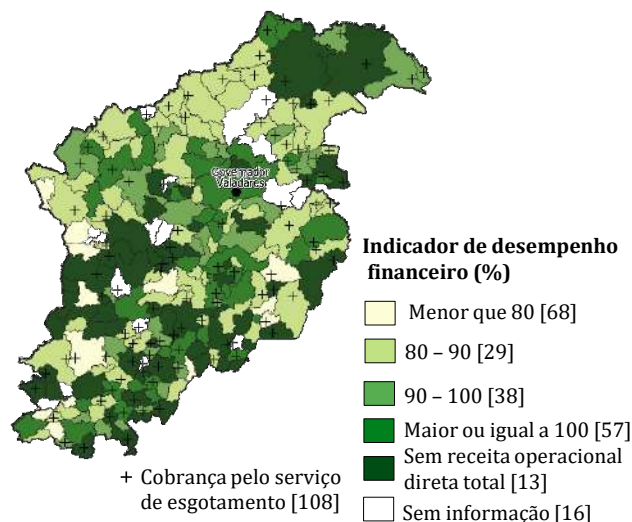 Governador
Valadares
Indicador de desempenho
financeiro (%)
Menor que 80 [68]
80 – 90 [29]
90 – 100 [38]
Maior ou igual a 100 [57]
Sem receita operacional
direta total [13]
Sem informação [16]
+ Cobrança pelo serviço
de esgotamento [108]